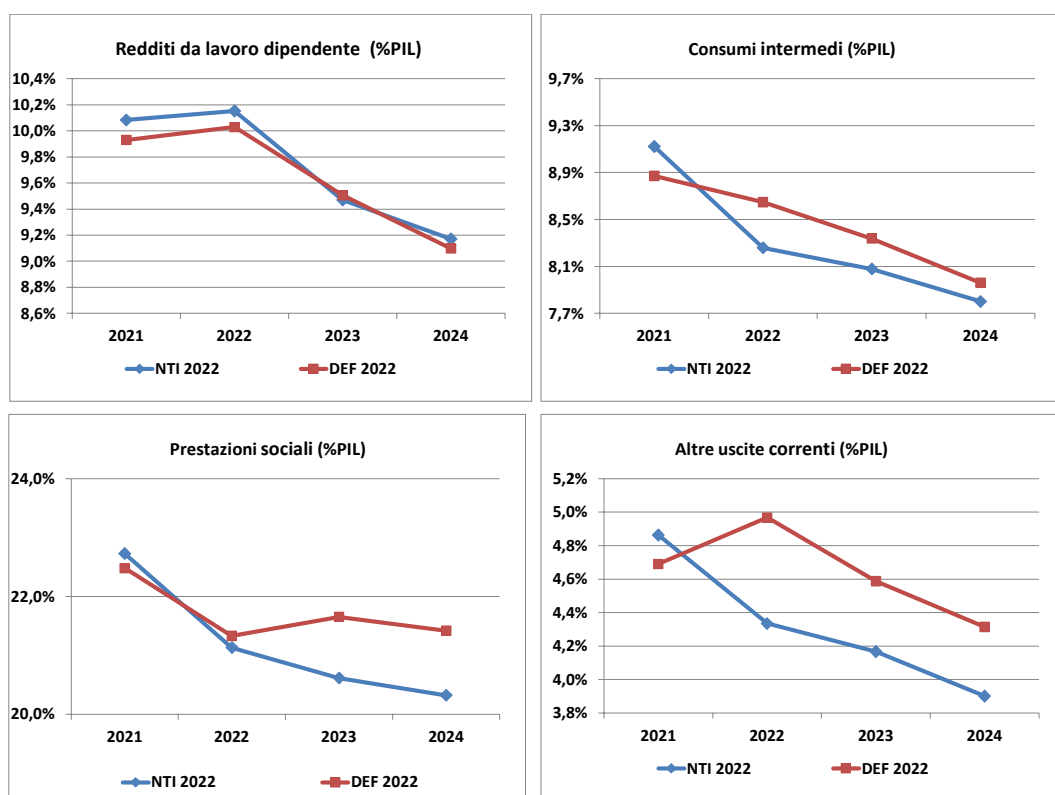 Redditi da lavoro dipendente (%PIL)
10,4%
10,2%
10,0%
9,8%
9,6%
9,4%
9,2%
9,0%
8,8%
8,6%
2021 2022 2023 2024
NTI 2022 DEF 2022
Consumi intermedi (%PIL)
9,7%
9,3%
8,9%
8,5%
8,1%
7,7%
2021 2022 2023 2024
NTI 2022 DEF 2022
Prestazioni sociali (%PIL)
24,0%
22,0%
20,0%
2021 2022 2023 2024
NTI 2022 DEF 2022
Altre uscite correnti (%PIL)
5,2%
5,0%
4,8%
4,6%
4,4%
4,2%
4,0%
3,8%
2021 2022 2023 2024
NTI 2022 DEF 2022